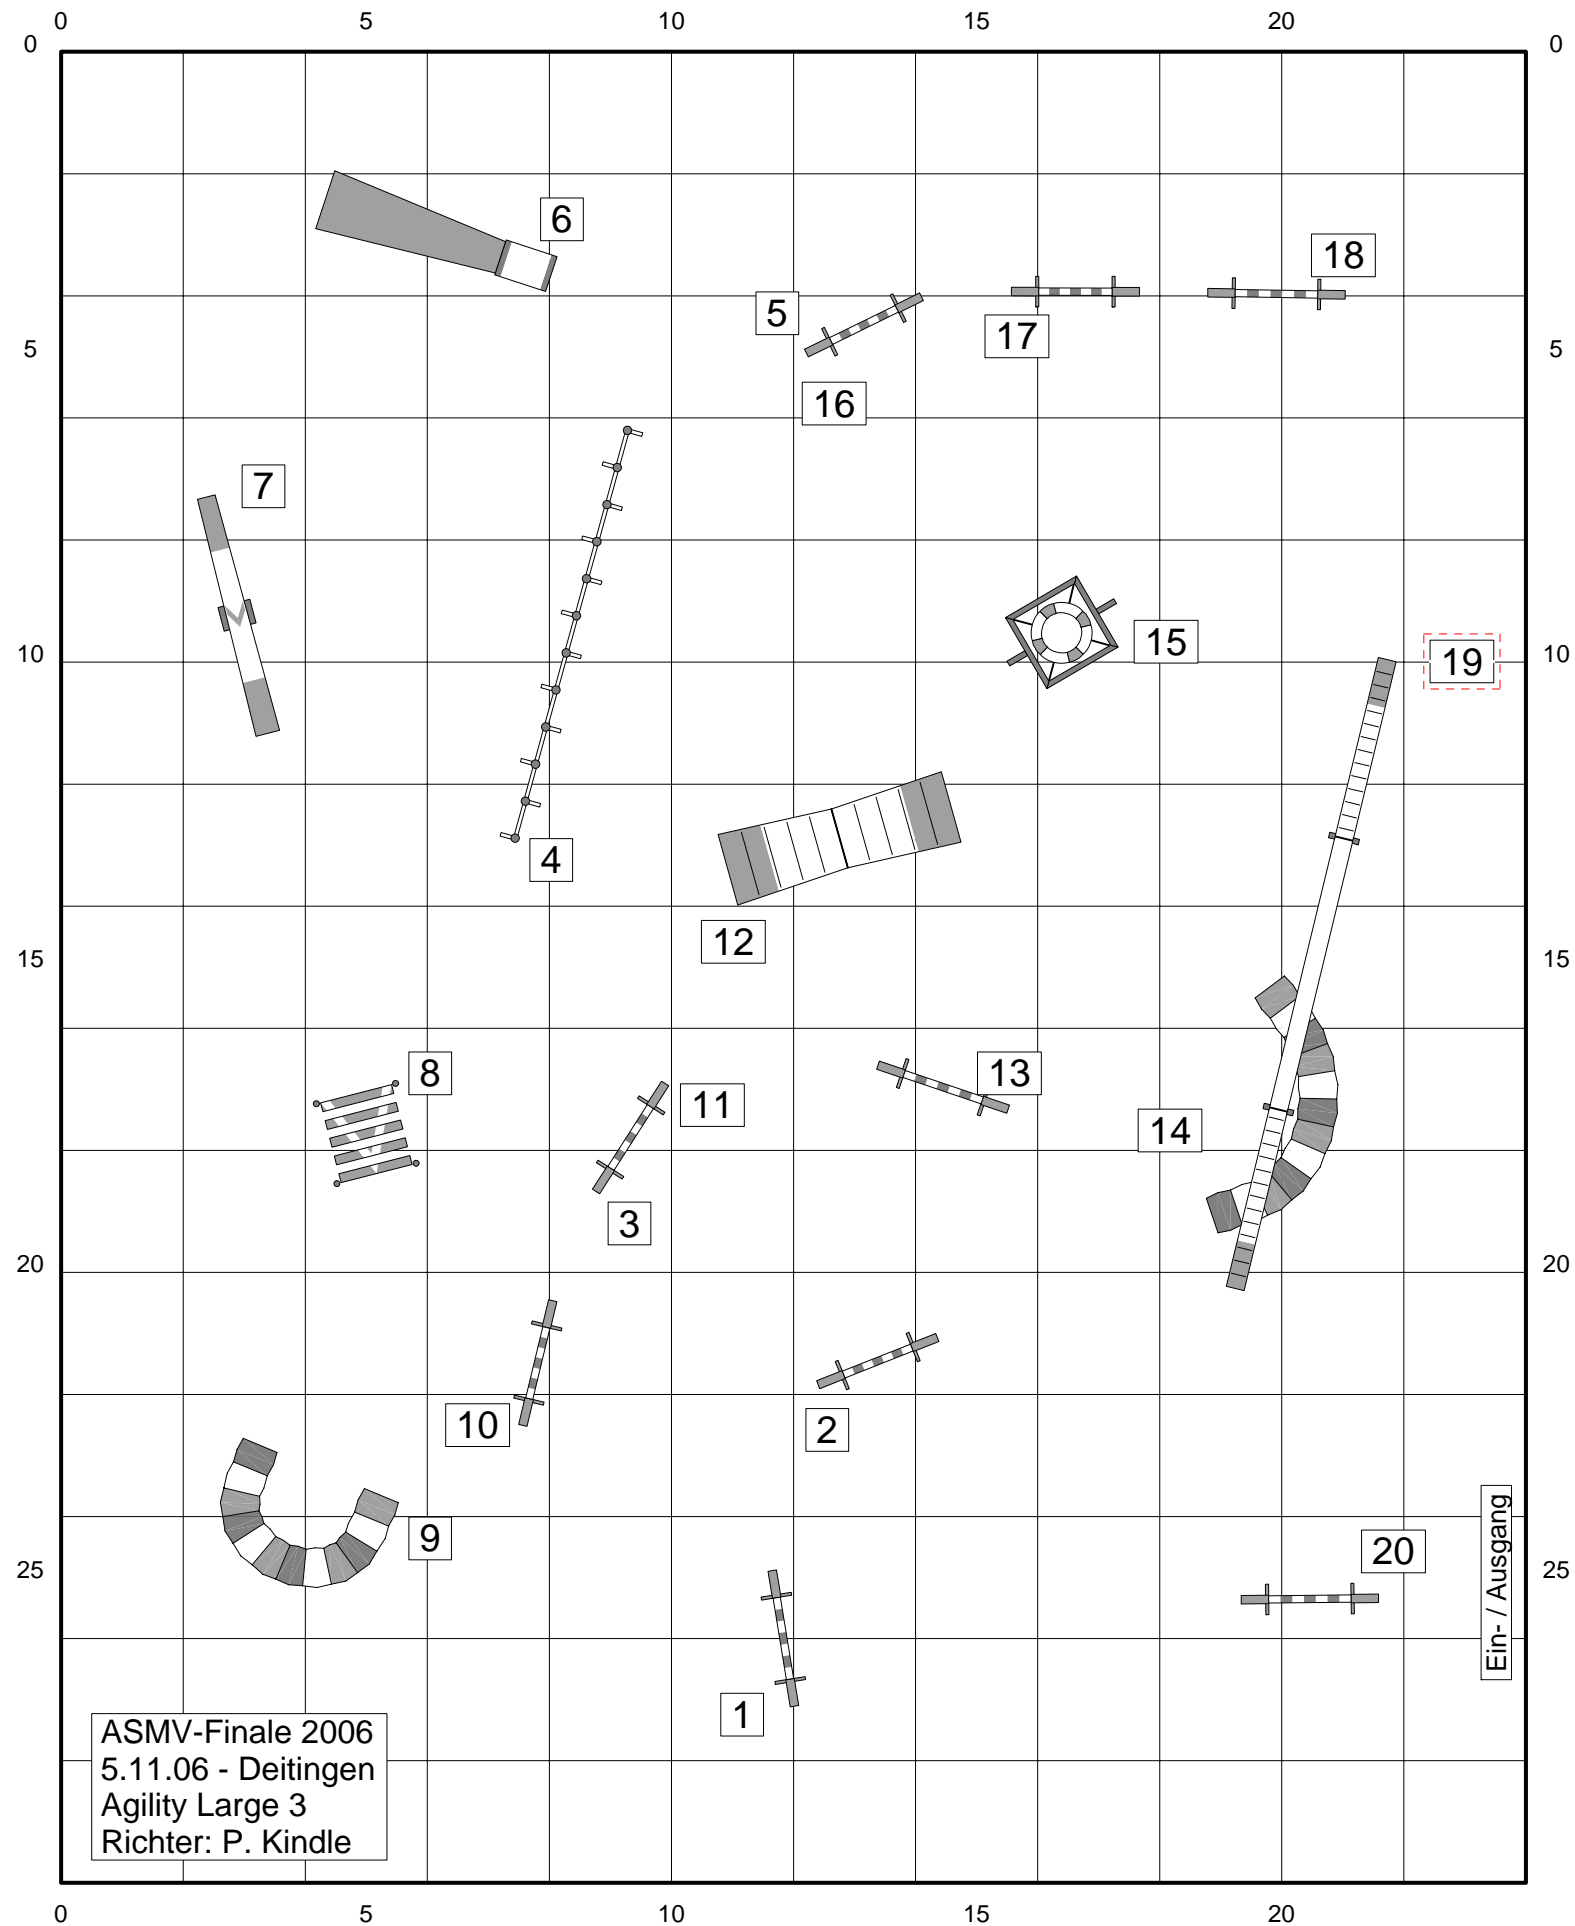 0 5 10 15 20
0 0
6
18
5
17
5 5
16
7
15
10 19 10
4
12
15 15
8 13
11
14
3
20 20
10 2
9
20
25 25
Ein- / Ausgang
1
ASMV-Finale 2006
5.11.06 - Deitingen
Agility Large 3
Richter: P. Kindle
0 5 10 15 20